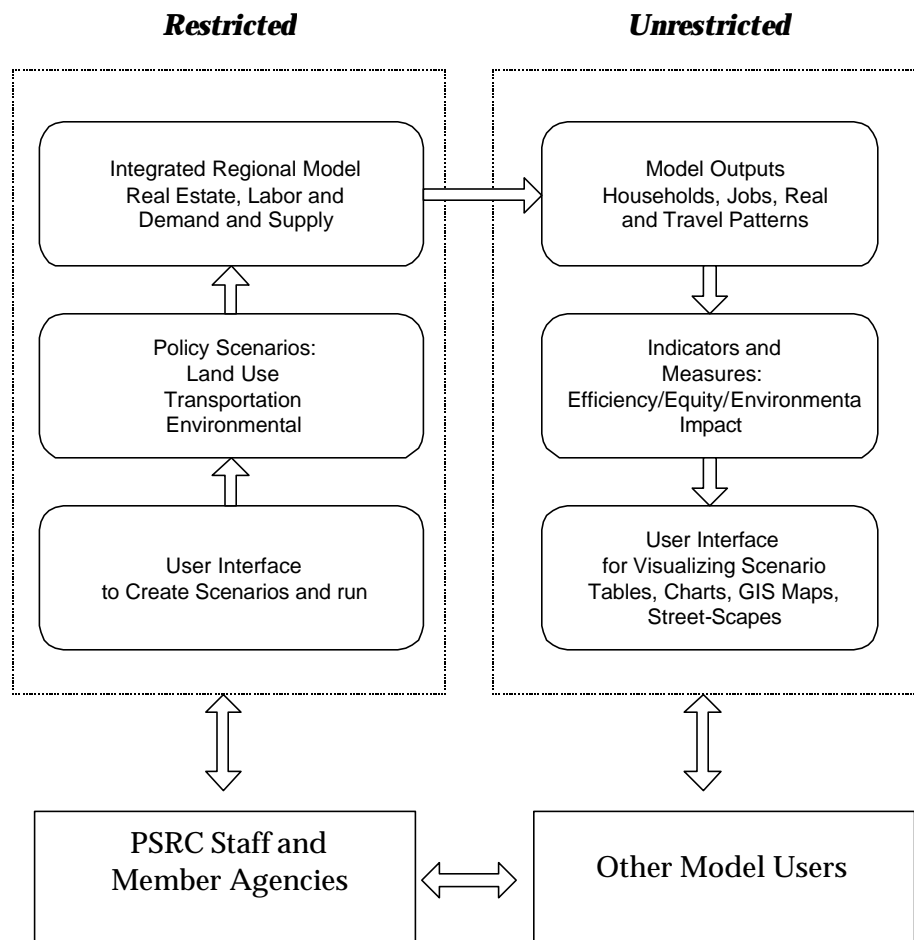 Restricted
Unrestricted
Integrated Regional Model
Real Estate, Labor and
Demand and Supply
Model Outputs
Households, Jobs, Real
and Travel Patterns
Policy Scenarios:
Land Use
Transportation
Environmental
Indicators and
Measures:
Efficiency/Equity/Environmenta
Impact
User Interface
to Create Scenarios and run
User Interface
for Visualizing Scenario
Tables, Charts, GIS Maps,
Street-Scapes
PSRC Staff and
Member Agencies
Other Model Users